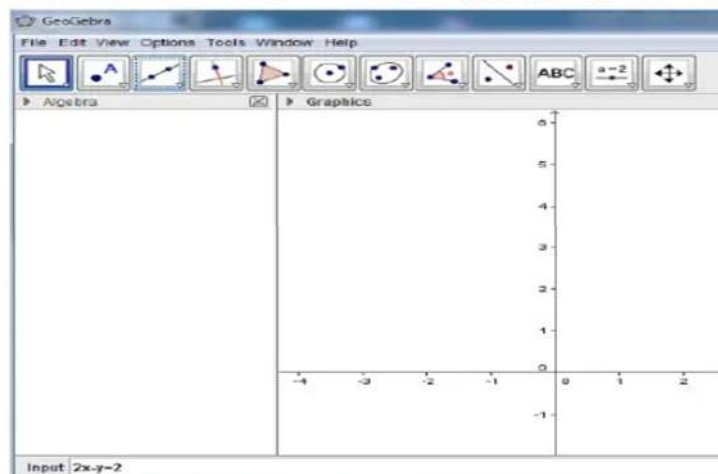 GeoGebra
File Edit View Options Tools Window Help
A ABC a=2
Algebra Graphics
6
5
4
3
2
1
0
-4 -3 -2 -1 0 1 2
-1
Input 2x-y=2